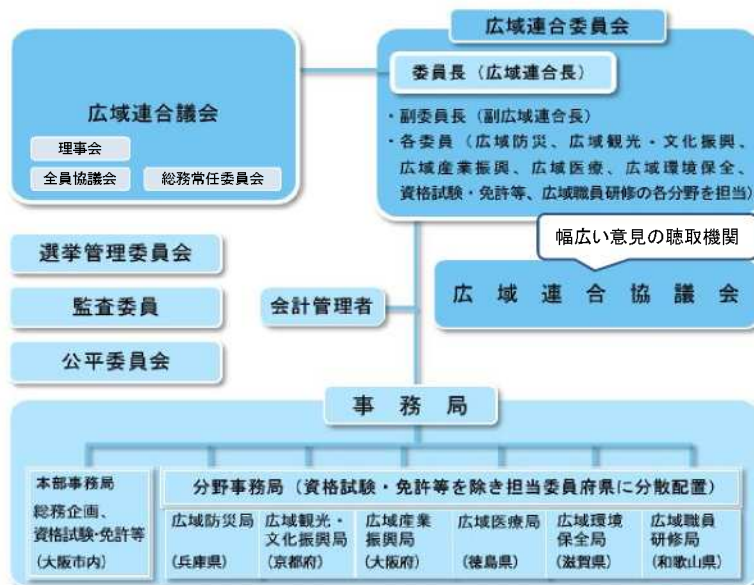 広域連合委員会
委員長（広域連合長）
・副委員長（副広域連合長）
・各委員（広域防災、広域観光・文化振興、
広域産業振興、広域医療、広域環境保全、
資格試験・免許等、広域職員研修の各分野を担当）
広域連合議会
理事会
全員協議会
総務常任委員会
幅広い意見の聴取機関
広域連合協議会
選挙管理委員会
監査委員
公平委員会
会計管理者
事務局
本部事務局
総務企画、
資格試験・免許等
（大阪市内）
分野事務局（資格試験・免許等を除き担当委員府県に分散配置）
広域防災局
（兵庫県）
広域観光・
文化振興局
（京都府）
広域産業
振興局
（大阪府）
広域医療局
（徳島県）
広域環境
保全局
（滋賀県）
広域職員
研修局
（和歌山県）